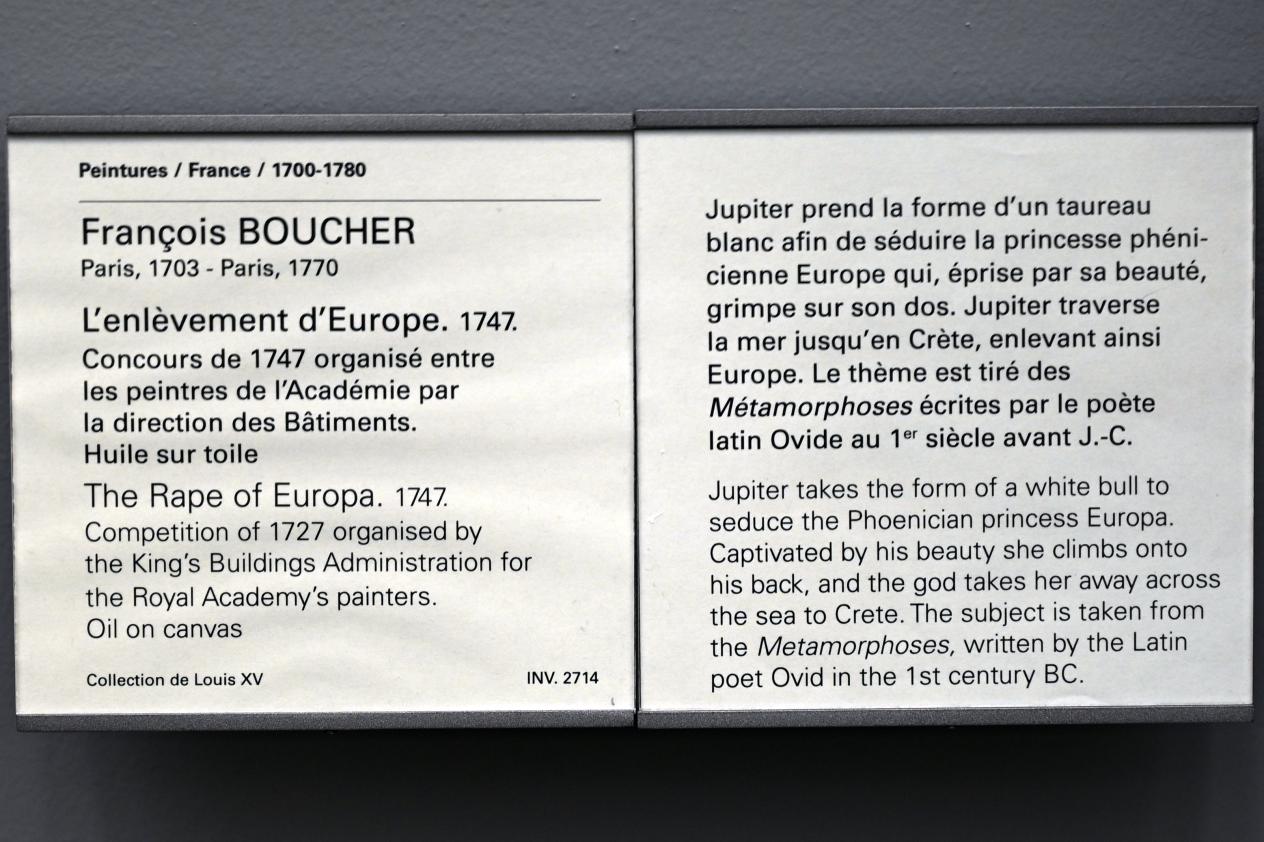 Peintures / France / 1700-1780
François BOUCHER
Paris, 1703 - Paris, 1770
L'enlèvement d'Europe. 1747.
Concours de 1747 organisé entre
les peintres de l'Académie par
la direction des Bâtiments.
Huile sur toile
The Rape of Europa. 1747.
Competition of 1727 organised by
the King's Buildings Administration for
the Royal Academy's painters.
Oil on canvas
Collection de Louis XV
INV. 2714
Jupiter prend la forme d'un taureau
blanc afin de séduire la princesse phéni-
cienne Europe qui, éprise par sa beauté,
grimpe sur son dos. Jupiter traverse
la mer jusqu'en Crète, enlevant ainsi
Europe. Le thème est tiré des
Métamorphoses écrites par le poète
latin Ovide au 1er siècle avant J.-C.
Jupiter takes the form of a white bull to
seduce the Phoenician princess Europa.
Captivated by his beauty she climbs onto
his back, and the god takes her away across
the sea to Crete. The subject is taken from
the Metamorphoses, written by the Latin
poet Ovid in the 1st century BC.